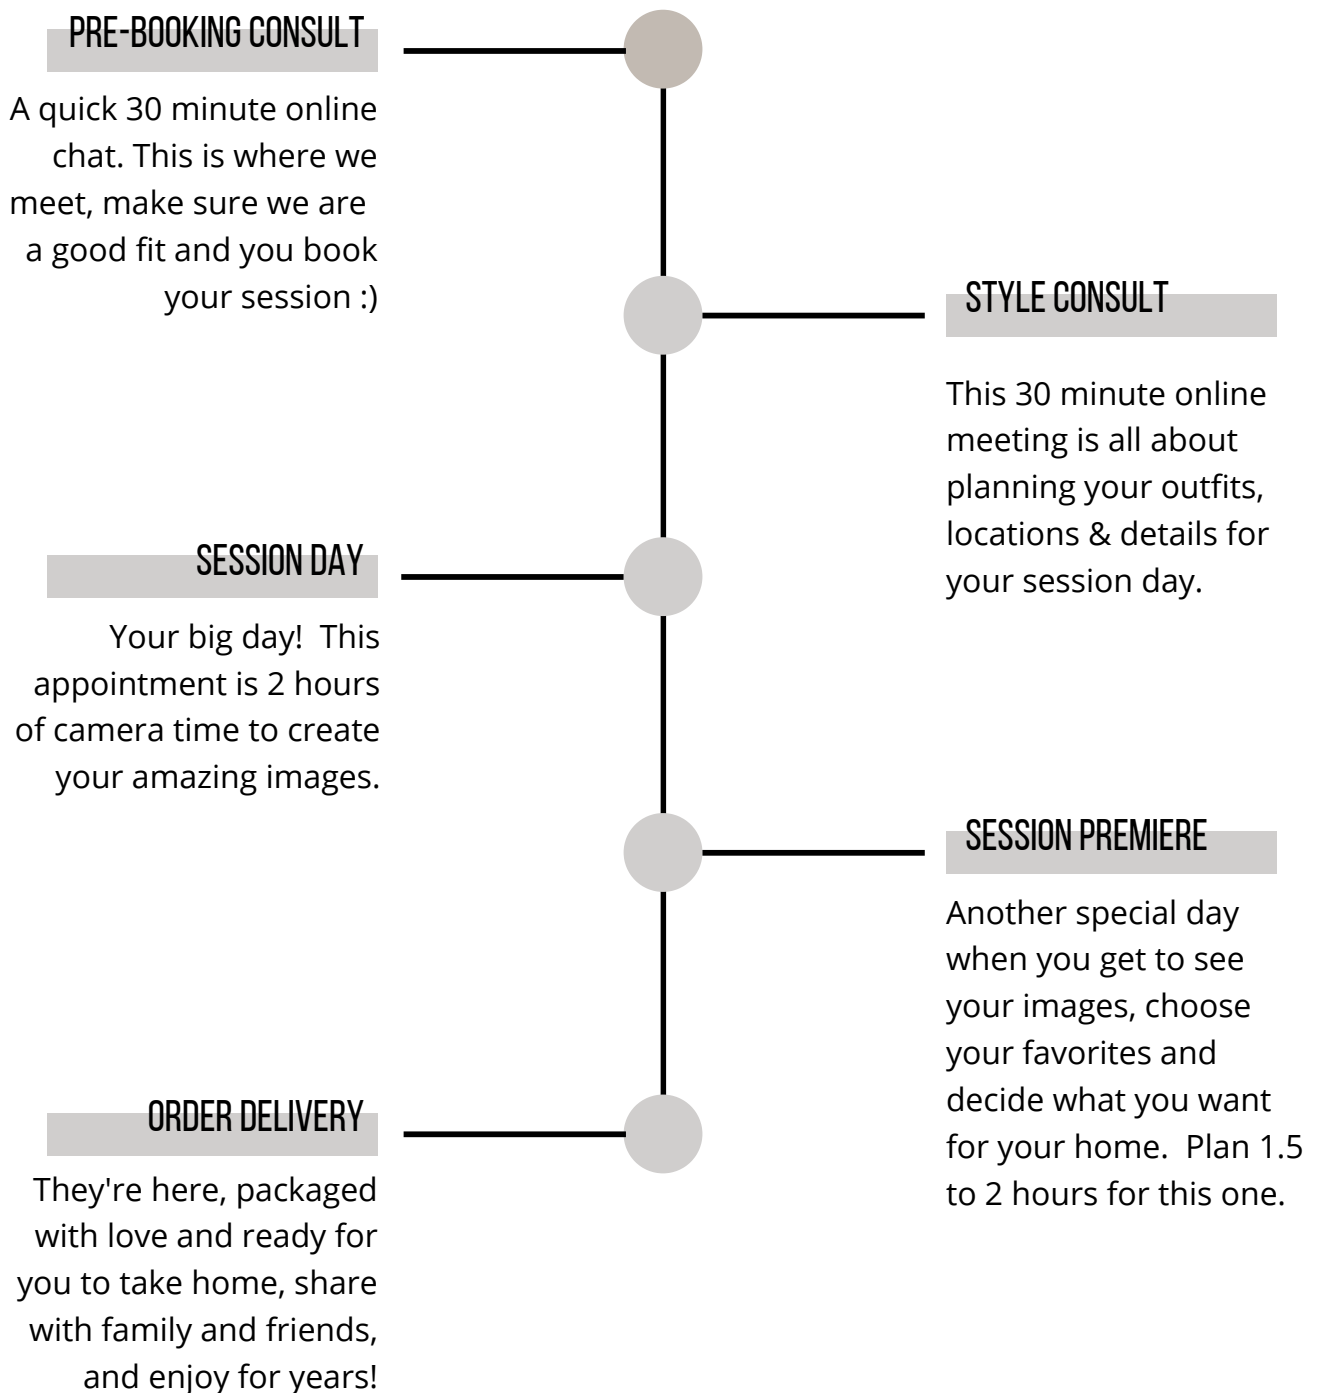 PRE-BOOKING CONSULT
A quick 30 minute online
chat. This is where we
meet, make sure we are
a good fit and you book
your session :)
STYLE CONSULT
This 30 minute online
meeting is all about
planning your outfits,
locations & details for
your session day.
SESSION DAY
Your big day!  This
appointment is 2 hours
of camera time to create
your amazing images.
SESSION PREMIERE
Another special day
when you get to see
your images, choose
your favorites and
decide what you want
for your home.  Plan 1.5
to 2 hours for this one.
ORDER DELIVERY
They're here, packaged
with love and ready for
you to take home, share
with family and friends,
and enjoy for years!